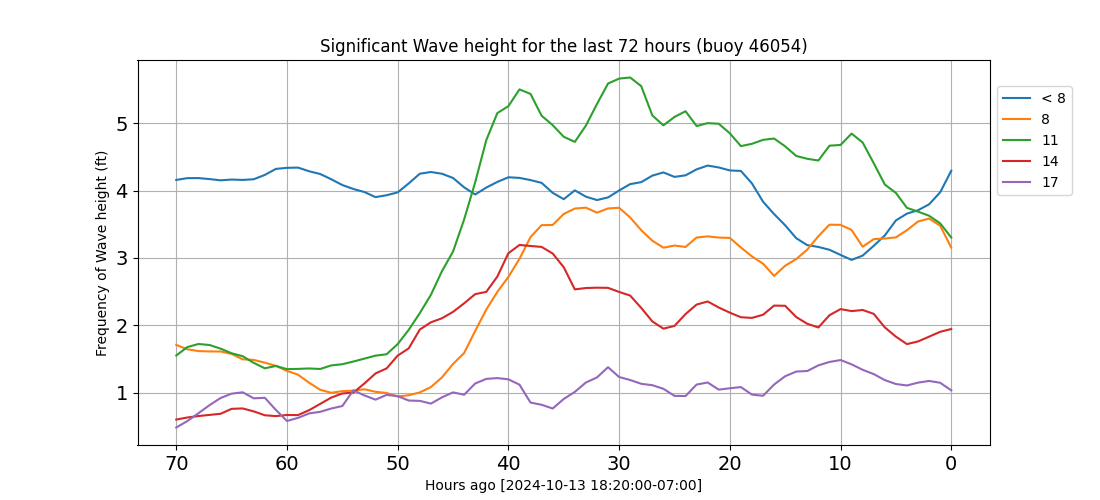 Significant Wave height for the last 72 hours (buoy 46054)
Frequency of Wave height (ft)
5
4
3
2
1
70 60 50 40 30 20 10 0
Hours ago [2024-10-13 18:20:00-07:00]
< 8
8
11
14
17